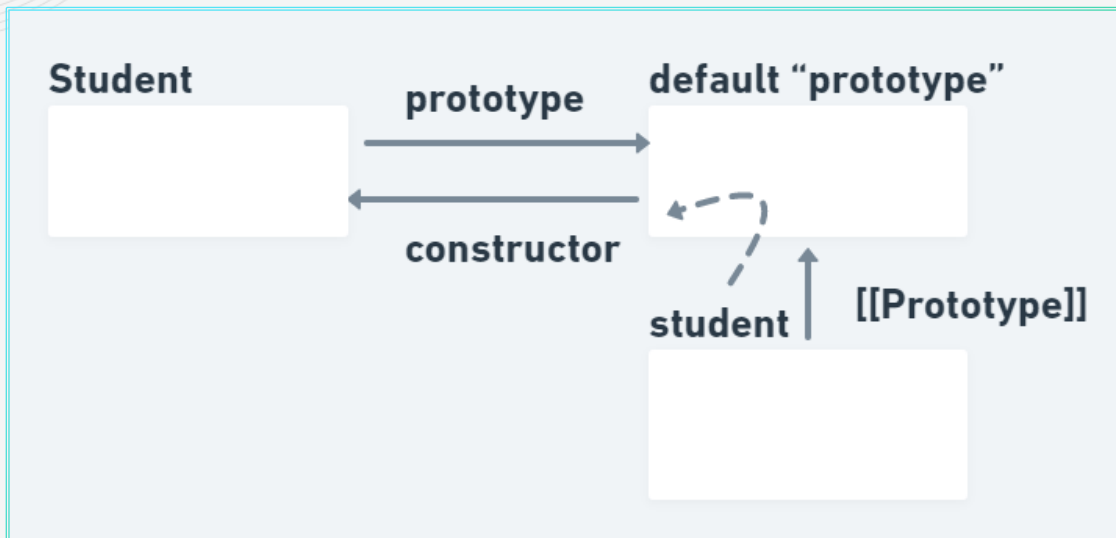 Student
prototype
default “prototype”
constructor
student
[[Prototype]]